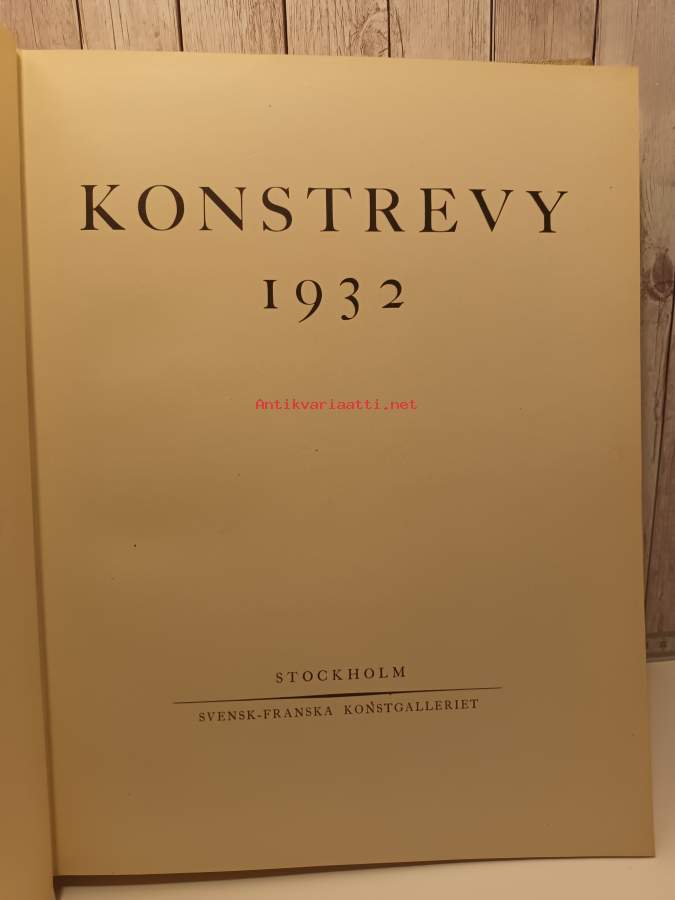 KONSTREVY
1932
Antikvariaatti.net
STOCKHOLM
SVENSK-FRANSKA KONSTGALLERIET